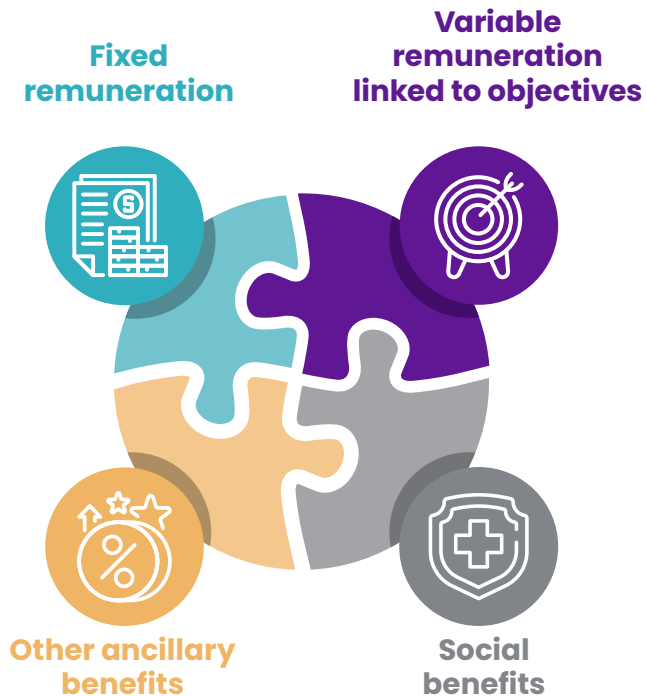 Fixed
remuneration
Variable
remuneration
linked to objectives
$
%
Other ancillary
benefits
Social
benefits